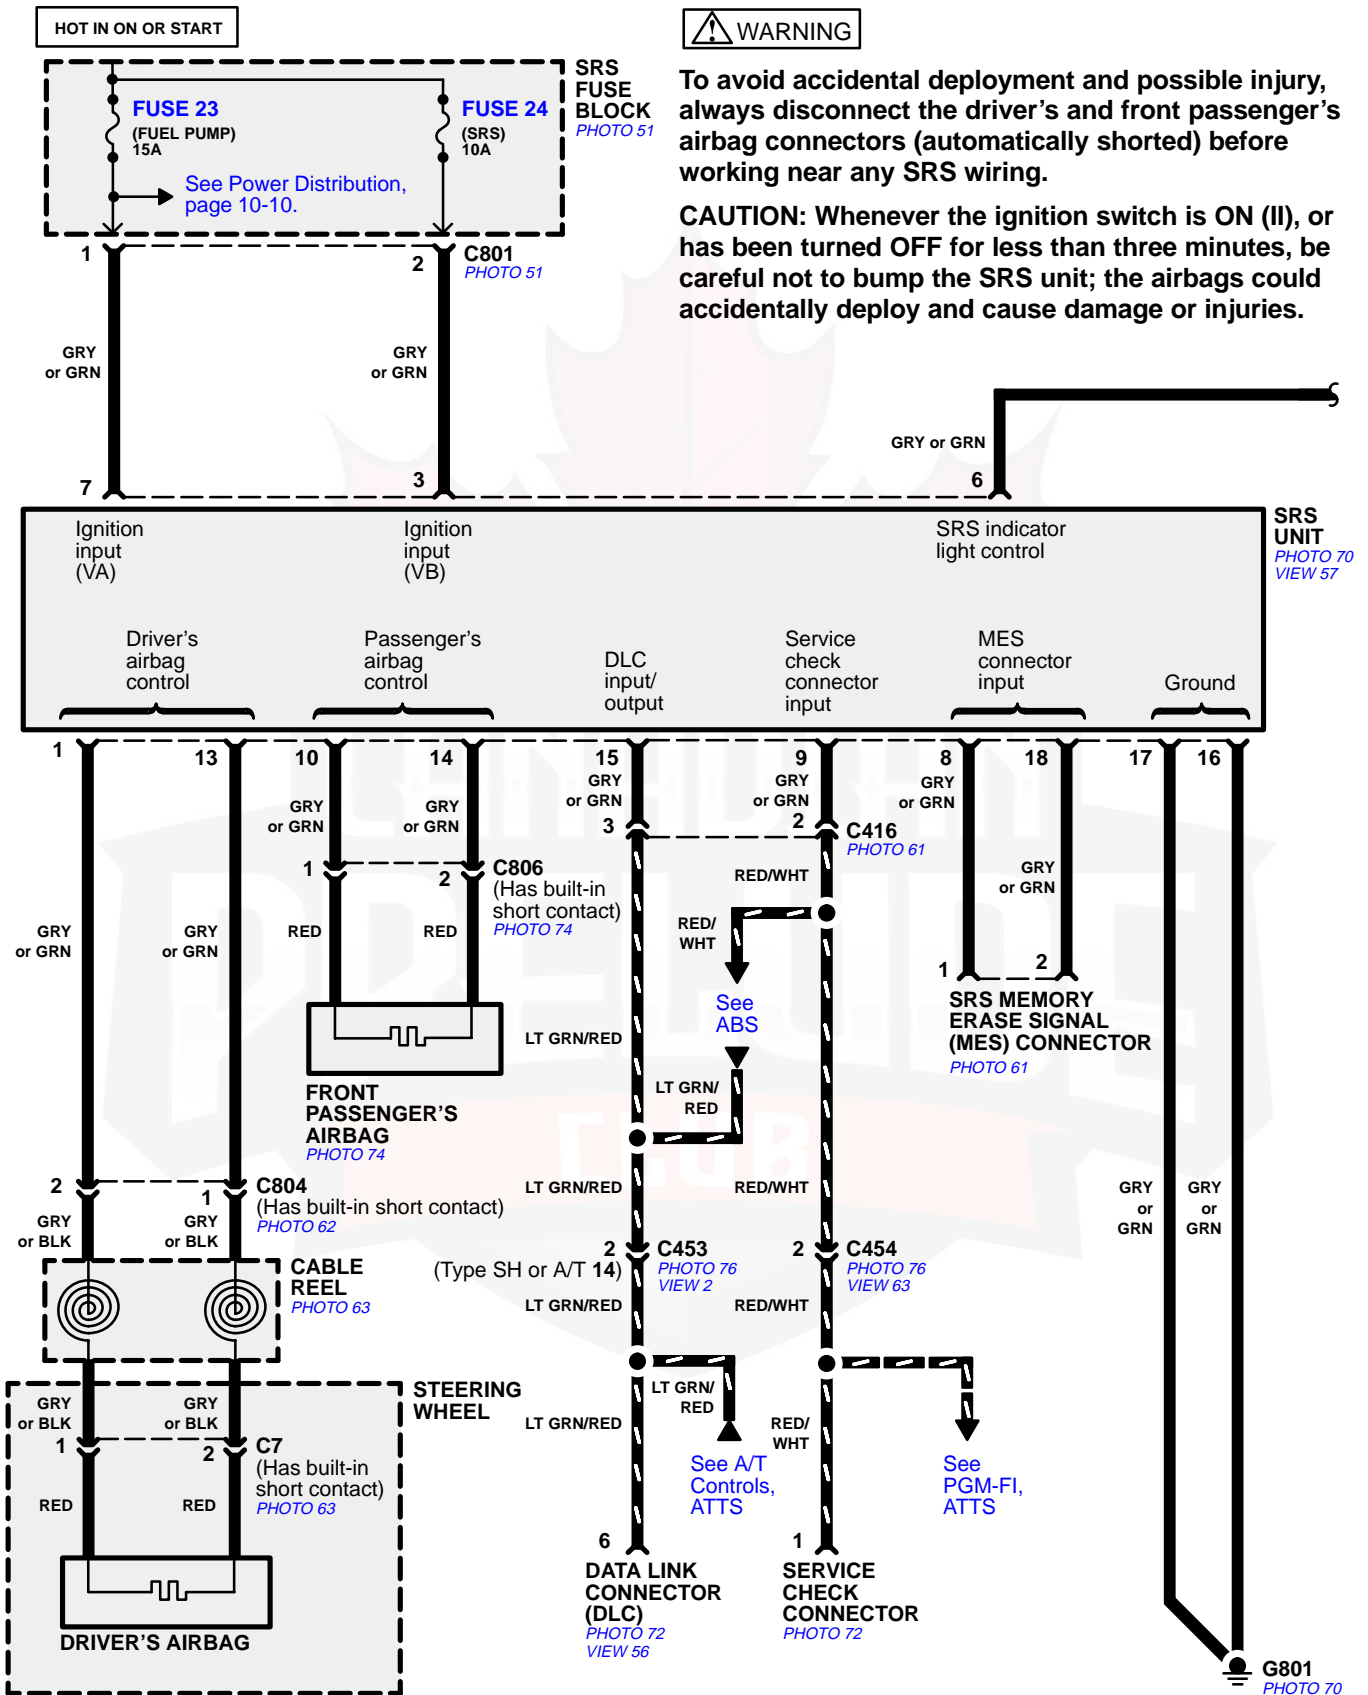 HOT IN ON OR START
WARNING
To avoid accidental deployment and possible injury,
always disconnect the driver's and front passenger's
airbag connectors (automatically shorted) before
working near any SRS wiring.
CAUTION: Whenever the ignition switch is ON (II), or
has been turned OFF for less than three minutes, be
careful not to bump the SRS unit; the airbags could
accidentally deploy and cause damage or injuries.
SRS
FUSE
BLOCK
PHOTO 51
FUSE 23
(FUEL PUMP)
15A
FUSE 24
(SRS)
10A
See Power Distribution,
page 10-10.
1
2
C801
PHOTO 51
GRY
or GRN
GRY
or GRN
GRY or GRN
7
3
6
SRS
UNIT
PHOTO 70
VIEW 57
Ignition
input
(VA)
Ignition
input
(VB)
SRS indicator
light control
Driver's
airbag
control
Passenger's
airbag
control
DLC
input/
output
Service
check
connector
input
MES
connector
input
Ground
1
13
10
14
15
9
8
18
17
16
GRY
or GRN
GRY
or GRN
GRY
or GRN
GRY
or GRN
GRY
or GRN
3
2
C416
PHOTO 61
1
2
C806
(Has built-in
short contact)
PHOTO 74
RED/WHT
GRY
or GRN
GRY
or GRN
GRY
or GRN
RED
RED
RED/
WHT
1
2
SRS MEMORY
ERASE SIGNAL
(MES) CONNECTOR
PHOTO 61
See
ABS
LT GRN/RED
LT GRN/
RED
FRONT
PASSENGER'S
AIRBAG
PHOTO 74
2
1
C804
(Has built-in short contact)
PHOTO 62
LT GRN/RED
RED/WHT
GRY
or
GRN
GRY
or
GRN
GRY
or BLK
GRY
or BLK
2
C453
PHOTO 76
VIEW 2
(Type SH or A/T 14)
2
C454
PHOTO 76
VIEW 63
CABLE
REEL
PHOTO 63
LT GRN/RED
RED/WHT
STEERING
WHEEL
GRY
or BLK
GRY
or BLK
LT GRN/RED
LT GRN/
RED
RED/
WHT
1
2
C7
(Has built-in
short contact)
PHOTO 63
See A/T
Controls,
ATTS
See
PGM-FI,
ATTS
RED
RED
6
DATA LINK
CONNECTOR
(DLC)
PHOTO 72
VIEW 56
1
SERVICE
CHECK
CONNECTOR
PHOTO 72
DRIVER'S AIRBAG
G801
PHOTO 70
CANADIAN
PRELUDE
CLUB